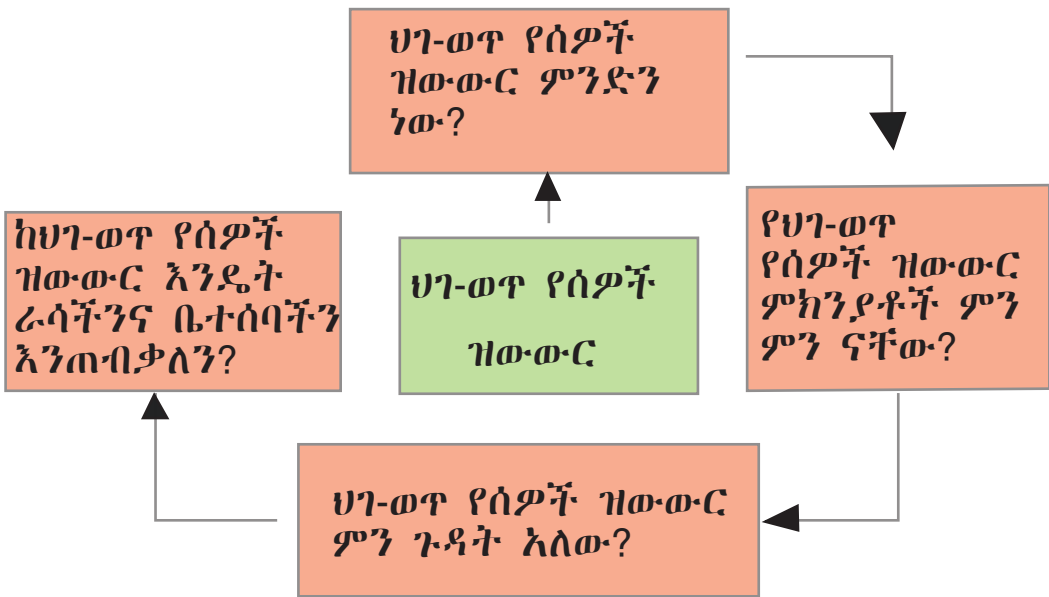 ህገ-ወጥ የሰዎች
ዝውውር ምንድን
ነው?
የህገ-ወጥ
የሰዎች ዝውውር
ምክንያቶች ምን
ምን ናቸው?
ህገ-ወጥ የሰዎች ዝውውር
ምን ጉዳት አለው?
ከህገ-ወጥ የሰዎች
ዝውውር እንዴት
ራሳችንና ቤተሰባችን
እንጠብቃለን?
ህገ-ወጥ የሰዎች
ዝውውር